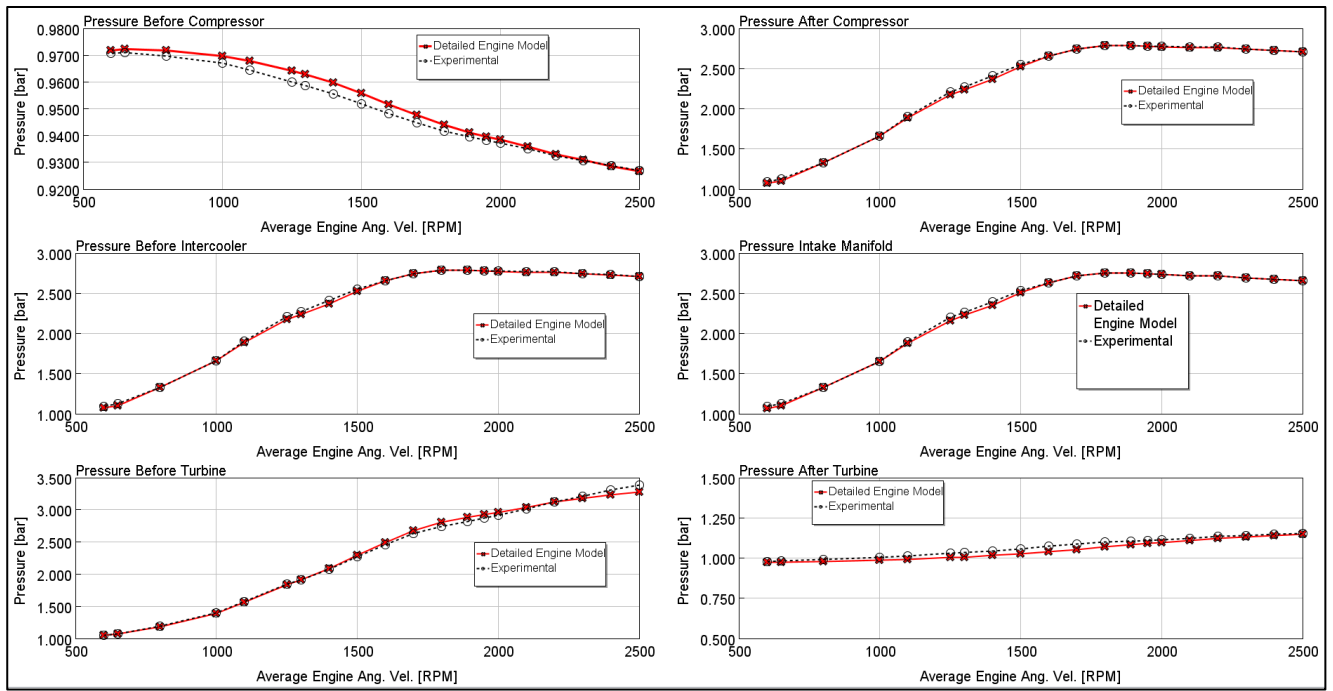 Pressure Before Compressor
Pressure [bar]
0.9800
0.9700
0.9600
0.9500
0.9400
0.9300
0.9200
Detailed Engine Model
Experimental
500 1000 1500 2000 2500
Average Engine Ang. Vel. [RPM]
Pressure After Compressor
Pressure [bar]
3.000
2.500
2.000
1.500
1.000
Detailed Engine Model
Experimental
500 1000 1500 2000 2500
Average Engine Ang. Vel. [RPM]
Pressure Before Intercooler
Pressure [bar]
3.000
2.500
2.000
1.500
1.000
Detailed Engine Model
Experimental
500 1000 1500 2000 2500
Average Engine Ang. Vel. [RPM]
Pressure Intake Manifold
Pressure [bar]
3.000
2.500
2.000
1.500
1.000
Detailed
Engine Model
Experimental
500 1000 1500 2000 2500
Average Engine Ang. Vel. [RPM]
Pressure Before Turbine
Pressure [bar]
3.500
3.000
2.500
2.000
1.500
1.000
Detailed Engine Model
Experimental
500 1000 1500 2000 2500
Average Engine Ang. Vel. [RPM]
Pressure After Turbine
Pressure [bar]
1.500
1.250
1.000
0.750
0.500
Detailed Engine Model
Experimental
500 1000 1500 2000 2500
Average Engine Ang. Vel. [RPM]